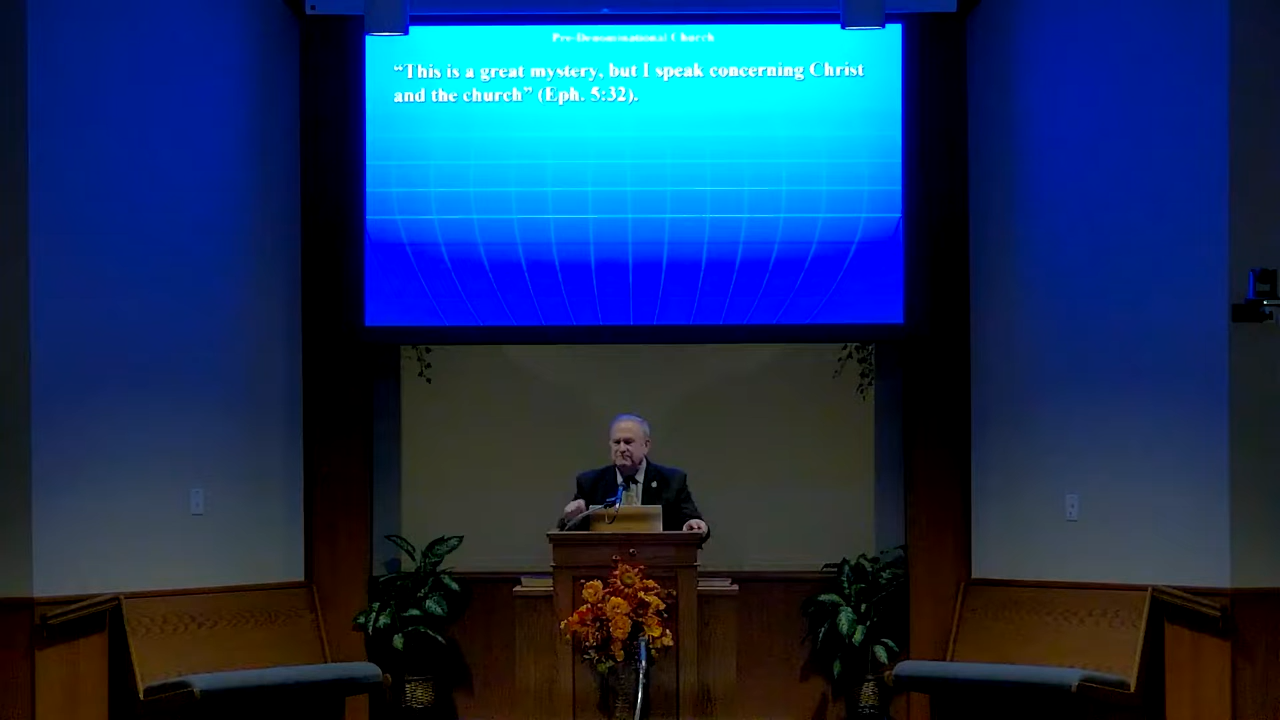 Pre-Denominational Church
“This is a great mystery, but I speak concerning Christ
and the church” (Eph. 5:32).